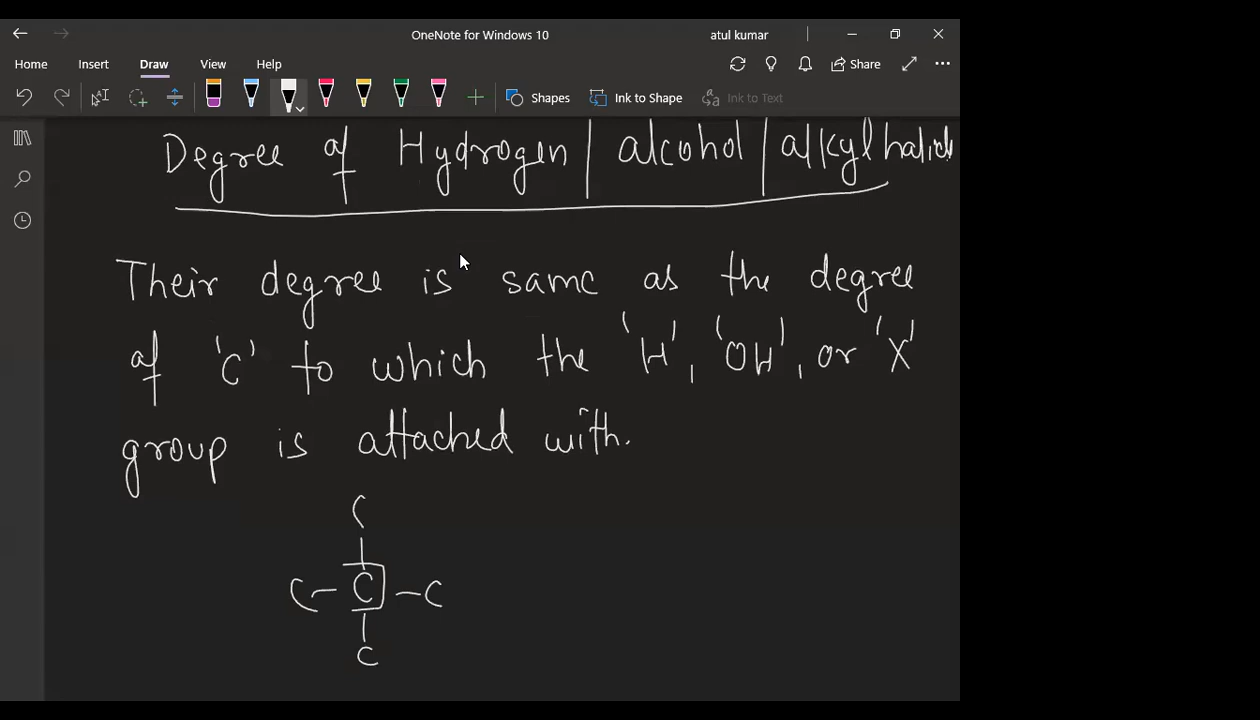 OneNote for Windows 10
atul kumar
Home Insert Draw View Help
Share
Shapes Ink to Shape Ink to Text
Degree of Hydrogen | alcohol | alkyl halide
Their degree is same as the degree
of 'C' to which the 'H', 'OH', or 'X'
group is attached with.
C
C - C - C
C